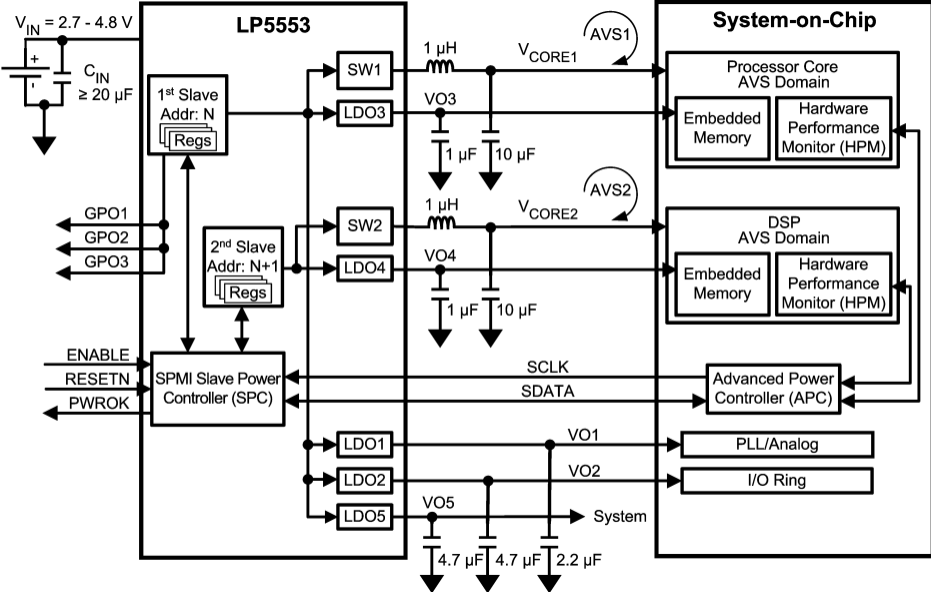 LP5553
System-on-Chip
V_IN = 2.7 - 4.8 V
+
-
C_IN
≥ 20 µF
1st Slave
Addr: N
Regs
SW1
1 µH
V_CORE1
AVS1
LDO3
VO3
1 µF
10 µF
Processor Core
AVS Domain
Embedded
Memory
Hardware
Performance
Monitor (HPM)
GPO1
GPO2
GPO3
2nd Slave
Addr: N+1
Regs
SW2
1 µH
V_CORE2
AVS2
LDO4
VO4
1 µF
10 µF
DSP
AVS Domain
Embedded
Memory
Hardware
Performance
Monitor (HPM)
ENABLE
RESETN
PWROK
SPMI Slave Power
Controller (SPC)
SCLK
SDATA
Advanced Power
Controller (APC)
LDO1
VO1
PLL/Analog
LDO2
VO2
I/O Ring
LDO5
VO5
System
4.7 µF
4.7 µF
2.2 µF